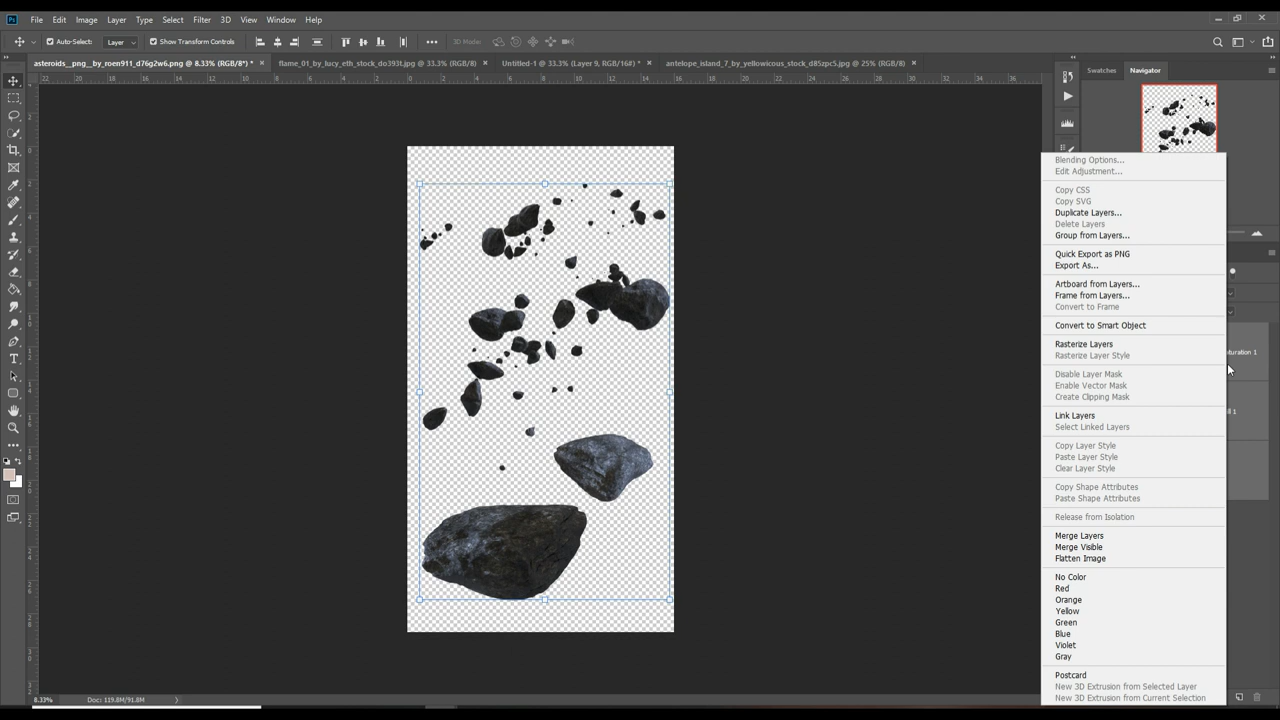 Ps File Edit Image Layer Type Select Filter 3D View Window Help
Auto-Select: Layer Show Transform Controls 3D Mode:
asteroids__png__by_roen911_d76g2w6.png @ 8.33% (RGB/8) * × flame_01_by_lucy_eth_stock_do393t.jpg @ 33.3% (RGB/8) × Untitled-1 @ 33.3% (Layer 9, RGB/16#) * × antelope_island_7_by_yellowicous_stock_d85zpc5.jpg @ 25% (RGB/8) ×
Swatches Navigator
Blending Options...
Edit Adjustment...
Copy CSS
Copy SVG
Duplicate Layers...
Delete Layers
Group from Layers...
Quick Export as PNG
Export As...
Artboard from Layers...
Frame from Layers...
Convert to Frame
Convert to Smart Object
Rasterize Layers
Rasterize Layer Style
Disable Layer Mask
Enable Vector Mask
Create Clipping Mask
Link Layers
Select Linked Layers
Copy Layer Style
Paste Layer Style
Clear Layer Style
Copy Shape Attributes
Paste Shape Attributes
Release from Isolation
Merge Layers
Merge Visible
Flatten Image
No Color
Red
Orange
Yellow
Green
Blue
Violet
Gray
Postcard
New 3D Extrusion from Selected Layer
New 3D Extrusion from Current Selection
8.33% Doc: 119.8M/91.8M